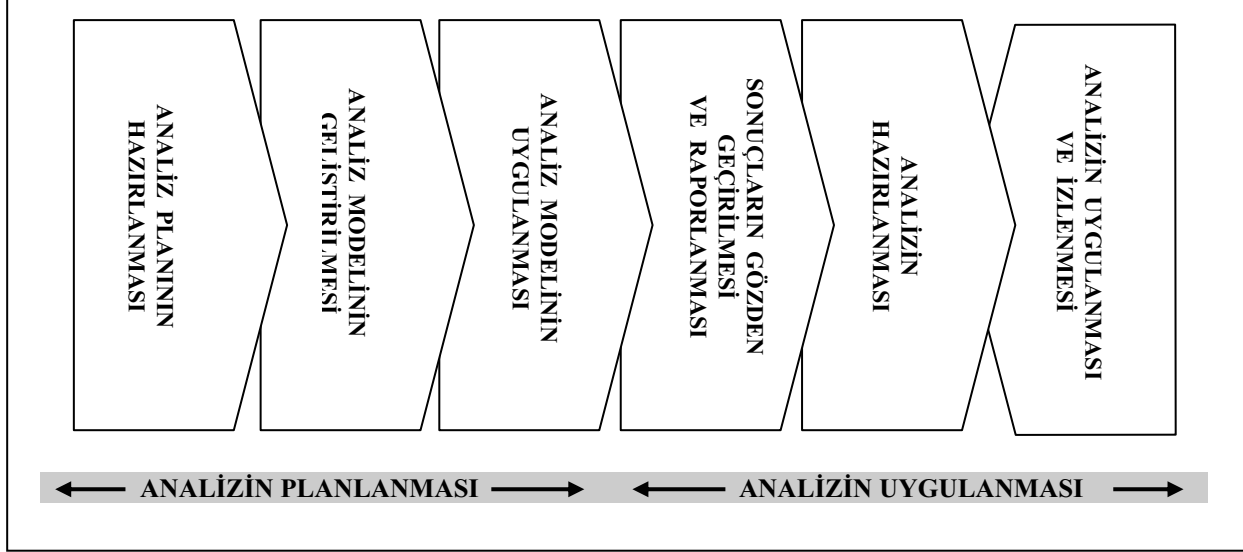 ANALİZ PLANININ
HAZIRLANMASI
ANALİZ MODELİNİN
GELİSTİRİLMESİ
ANALİZ MODELİNİN
UYGULANMASI
SONUÇLARIN GÖZDEN
GEÇİRİLMESİ
VE RAPORLANMASI
ANALİZİN
HAZIRLANMASI
ANALİZİN UYGULANMASI
VE İZLENMESİ
ANALİZİN PLANLANMASI
ANALİZİN UYGULANMASI